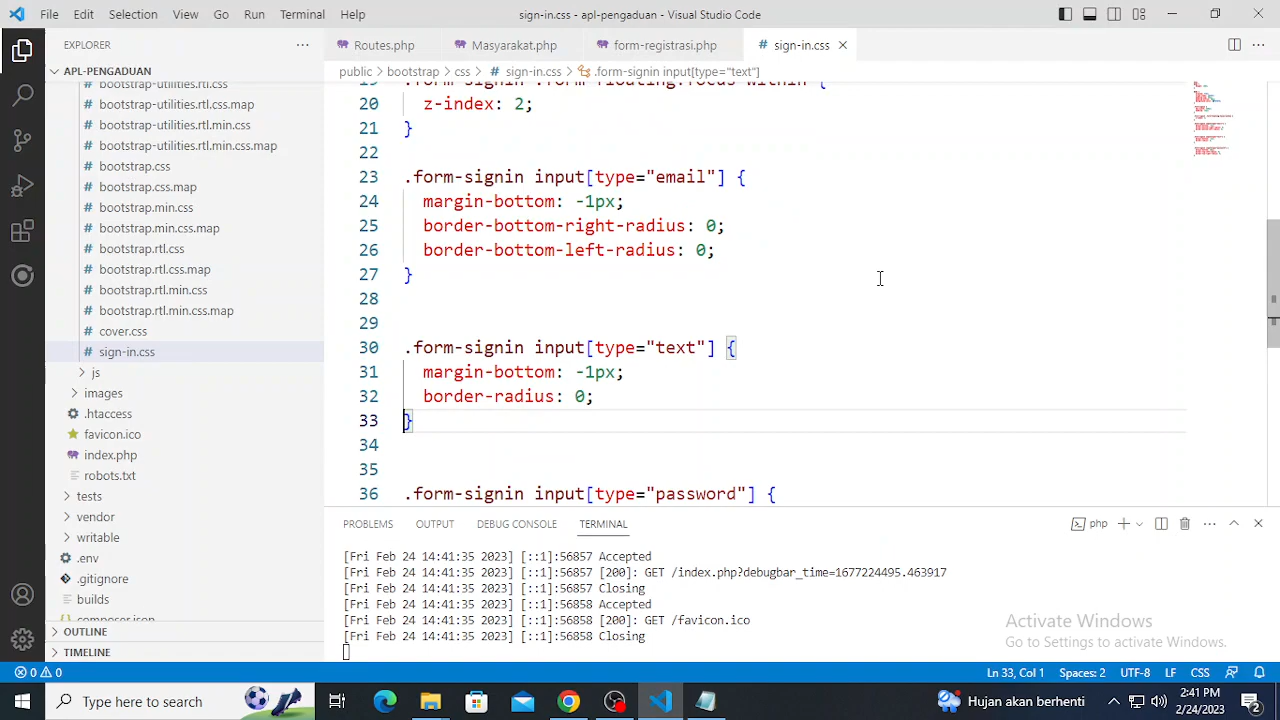 File Edit Selection View Go Run Terminal Help
sign-in.css - apl-pengaduan - Visual Studio Code
EXPLORER
Routes.php
Masyarakat.php
form-registrasi.php
sign-in.css
APL-PENGADUAN
public > bootstrap > css > # sign-in.css > .form-signin input[type="text"]
bootstrap-utilities.rtl.css
bootstrap-utilities.rtl.css.map
bootstrap-utilities.rtl.min.css
bootstrap-utilities.rtl.min.css.map
bootstrap.css
bootstrap.css.map
bootstrap.min.css
bootstrap.min.css.map
bootstrap.rtl.css
bootstrap.rtl.css.map
bootstrap.rtl.min.css
bootstrap.rtl.min.css.map
cover.css
sign-in.css
js
images
.htaccess
favicon.ico
index.php
robots.txt
tests
vendor
writable
.env
.gitignore
builds
composer.json
OUTLINE
TIMELINE
19 .form-signin .form-floating:focus-within {
20 z-index: 2;
21 }
22
23 .form-signin input[type="email"] {
24 margin-bottom: -1px;
25 border-bottom-right-radius: 0;
26 border-bottom-left-radius: 0;
27 }
28
29
30 .form-signin input[type="text"] {
31 margin-bottom: -1px;
32 border-radius: 0;
33 }
34
35
36 .form-signin input[type="password"] {
PROBLEMS OUTPUT DEBUG CONSOLE TERMINAL
php
[Fri Feb 24 14:41:35 2023] [::1]:56857 Accepted
[Fri Feb 24 14:41:35 2023] [::1]:56857 [200]: GET /index.php?debugbar_time=1677224495.463917
[Fri Feb 24 14:41:35 2023] [::1]:56857 Closing
[Fri Feb 24 14:41:35 2023] [::1]:56858 Accepted
[Fri Feb 24 14:41:35 2023] [::1]:56858 [200]: GET /favicon.ico
[Fri Feb 24 14:41:35 2023] [::1]:56858 Closing
Activate Windows
Go to Settings to activate Windows.
0 0
Ln 33, Col 1 Spaces: 2 UTF-8 LF CSS
Type here to search
Hujan akan berhenti
2:41 PM
2/24/2023
2